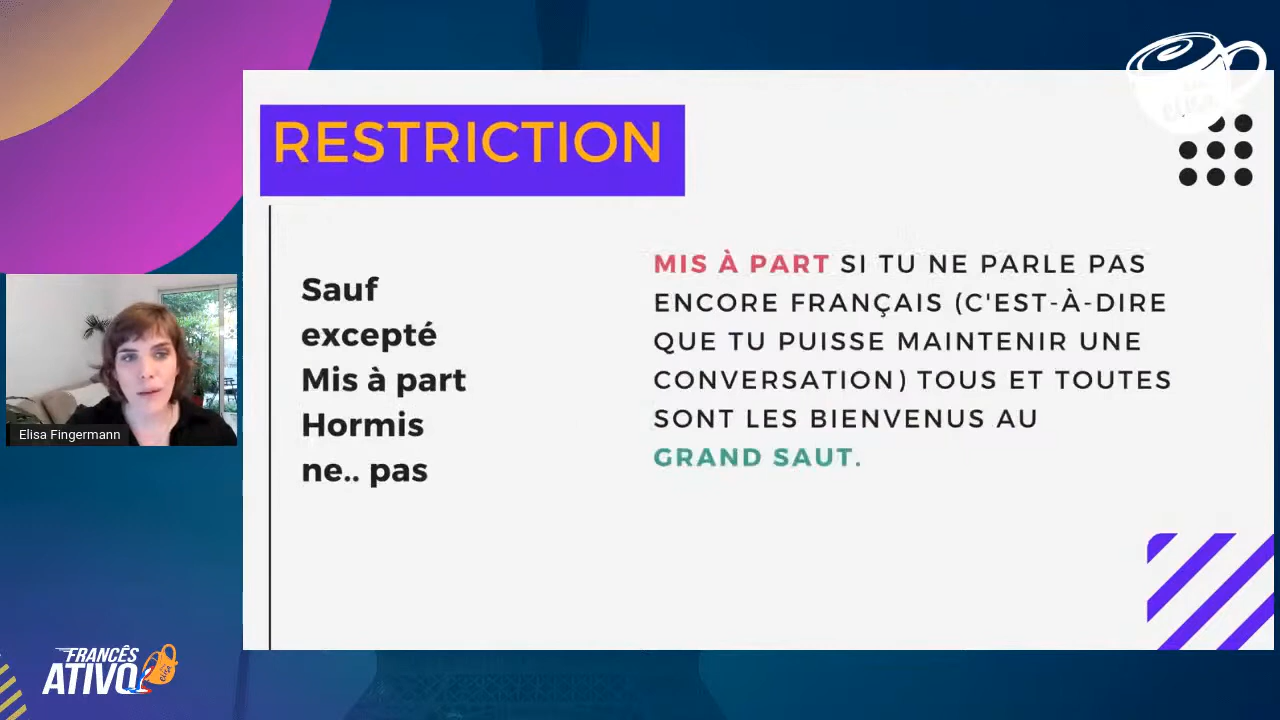 RESTRICTION
Sauf
excepté
Mis à part
Hormis
ne.. pas
MIS À PART SI TU NE PARLE PAS
ENCORE FRANÇAIS (C'EST-À-DIRE
QUE TU PUISSE MAINTENIR UNE
CONVERSATION) TOUS ET TOUTES
SONT LES BIENVENUS AU
GRAND SAUT.
Elisa Fingermann
FRANCÊS
ATIVO